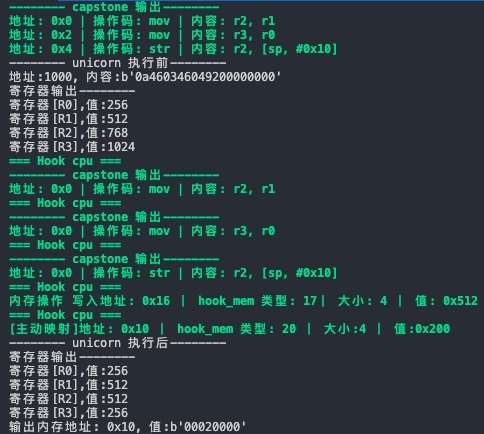 -------- capstone 输出--------
地址: 0x0 | 操作码: mov | 内容: r2, r1
地址: 0x2 | 操作码: mov | 内容: r3, r0
地址: 0x4 | 操作码: str | 内容: r2, [sp, #0x10]
-------- unicorn 执行前--------
地址:1000, 内容:b'0a460346049200000000'
寄存器输出--------
寄存器[R0],值:256
寄存器[R1],值:512
寄存器[R2],值:768
寄存器[R3],值:1024
=== Hook cpu ===
-------- capstone 输出--------
地址: 0x0 | 操作码: mov | 内容: r2, r1
=== Hook cpu ===
-------- capstone 输出--------
地址: 0x0 | 操作码: mov | 内容: r3, r0
=== Hook cpu ===
-------- capstone 输出--------
地址: 0x0 | 操作码: str | 内容: r2, [sp, #0x10]
=== Hook cpu ===
内存操作 写入地址: 0x16 | hook_mem 类型: 17| 大小: 4 | 值: 0x512
=== Hook cpu ===
[主动映射]地址: 0x10 | hook_mem 类型: 20 | 大小:4 | 值:0x200
-------- unicorn 执行后--------
寄存器输出--------
寄存器[R0],值:256
寄存器[R1],值:512
寄存器[R2],值:512
寄存器[R3],值:256
输出内存地址: 0x10, 值:b'00020000'